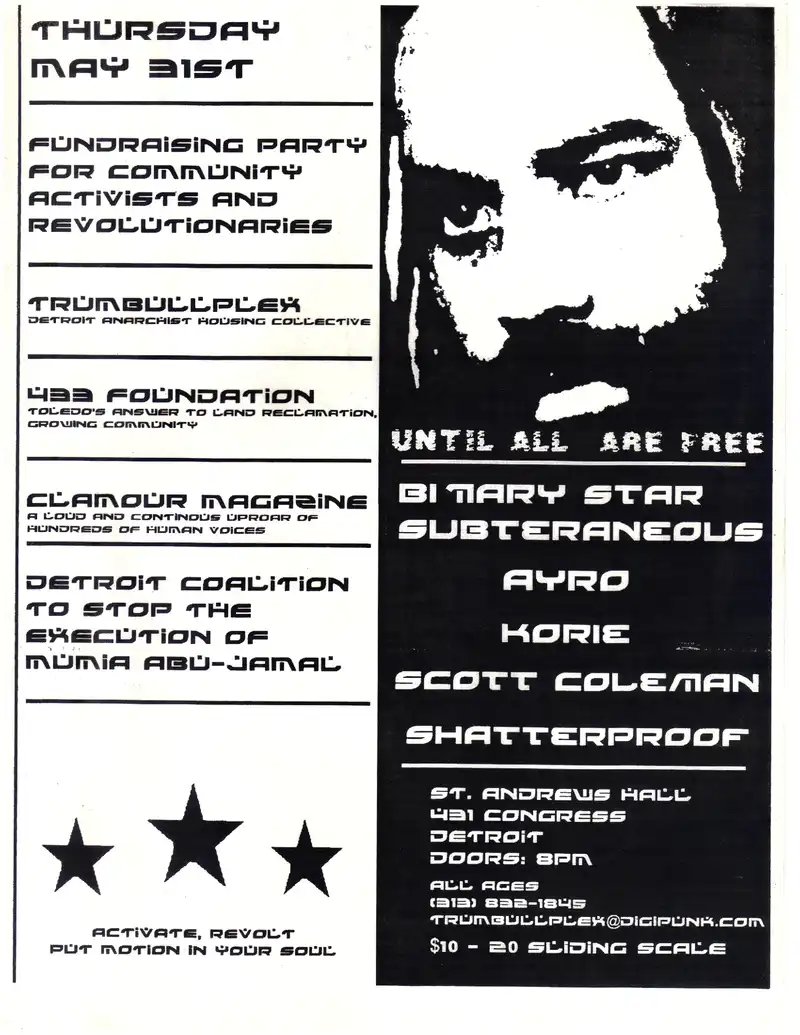 THURSDAY
MAY 31ST
FUNDRAISING PARTY
FOR COMMUNITY
ACTIVISTS AND
REVOLUTIONARIES
TRUMBULLPLEX
DETROIT ANARCHIST HOUSING COLLECTIVE
433 FOUNDATION
TOLEDO'S ANSWER TO LAND RECLAMATION,
GROWING COMMUNITY
CLAMOUR MAGAZINE
A LOUD AND CONTINOUS UPROAR OF
HUNDREDS OF HUMAN VOICES
DETROIT COALITION
TO STOP THE
EXECUTION OF
MUMIA ABU-JAMAL
ACTIVATE, REVOLT
PUT MOTION IN YOUR SOUL
UNTIL ALL ARE FREE
BINARY STAR
SUBTERANEOUS
AYRO
KORIE
SCOTT COLEMAN
SHATTERPROOF
ST. ANDREWS HALL
431 CONGRESS
DETROIT
DOORS: 8PM
ALL AGES
(313) 832-1845
TRUMBULLPLEX@DIGIPUNK.COM
$10 - 20 SLIDING SCALE